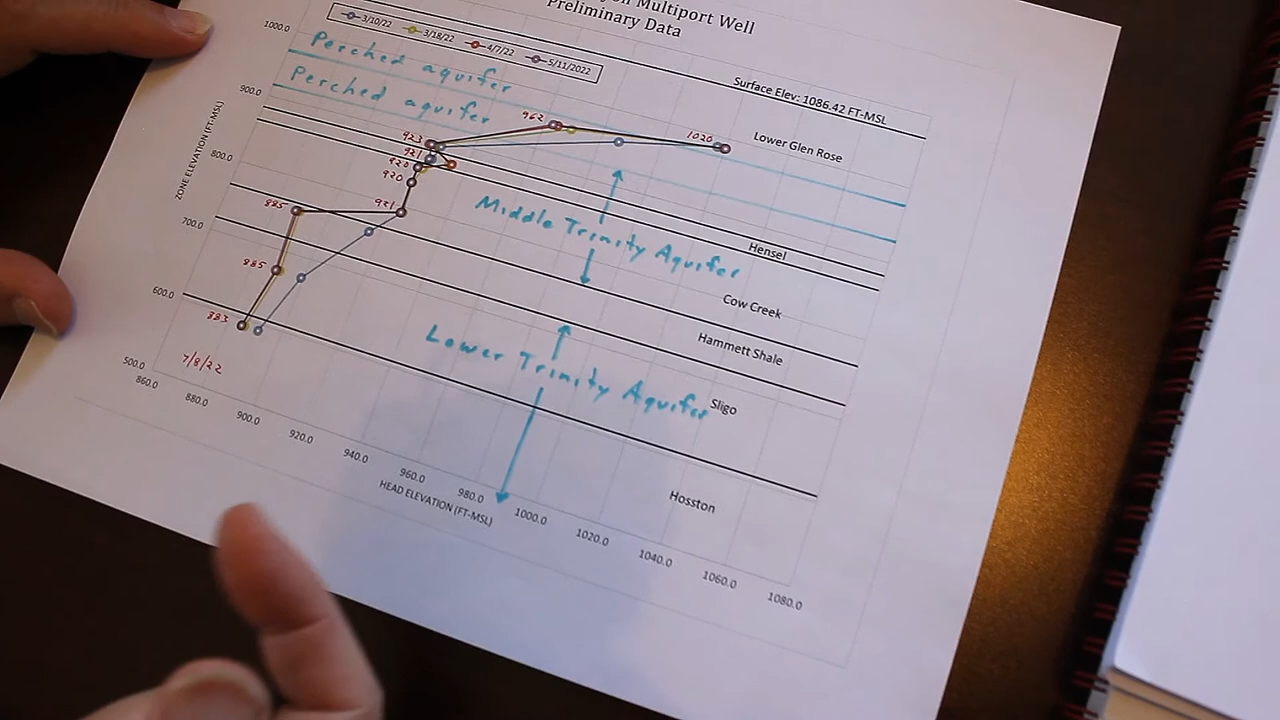 Multiport Well
Preliminary Data
3/10/22 3/18/22 4/7/22 5/11/2022
Surface Elev: 1086.42 FT-MSL
Perched aquifer
Perched aquifer
ZONE ELEVATION (FT-MSL)
1000.0
900.0
800.0
700.0
600.0
500.0
962
1020
923
921
920
920
921
885
885
883
7/8/22
Lower Glen Rose
Middle Trinity Aquifer
Hensel
Cow Creek
Hammett Shale
Lower Trinity Aquifer
Sligo
Hosston
860.0 880.0 900.0 920.0 940.0 960.0 980.0 1000.0 1020.0 1040.0 1060.0 1080.0
HEAD ELEVATION (FT-MSL)